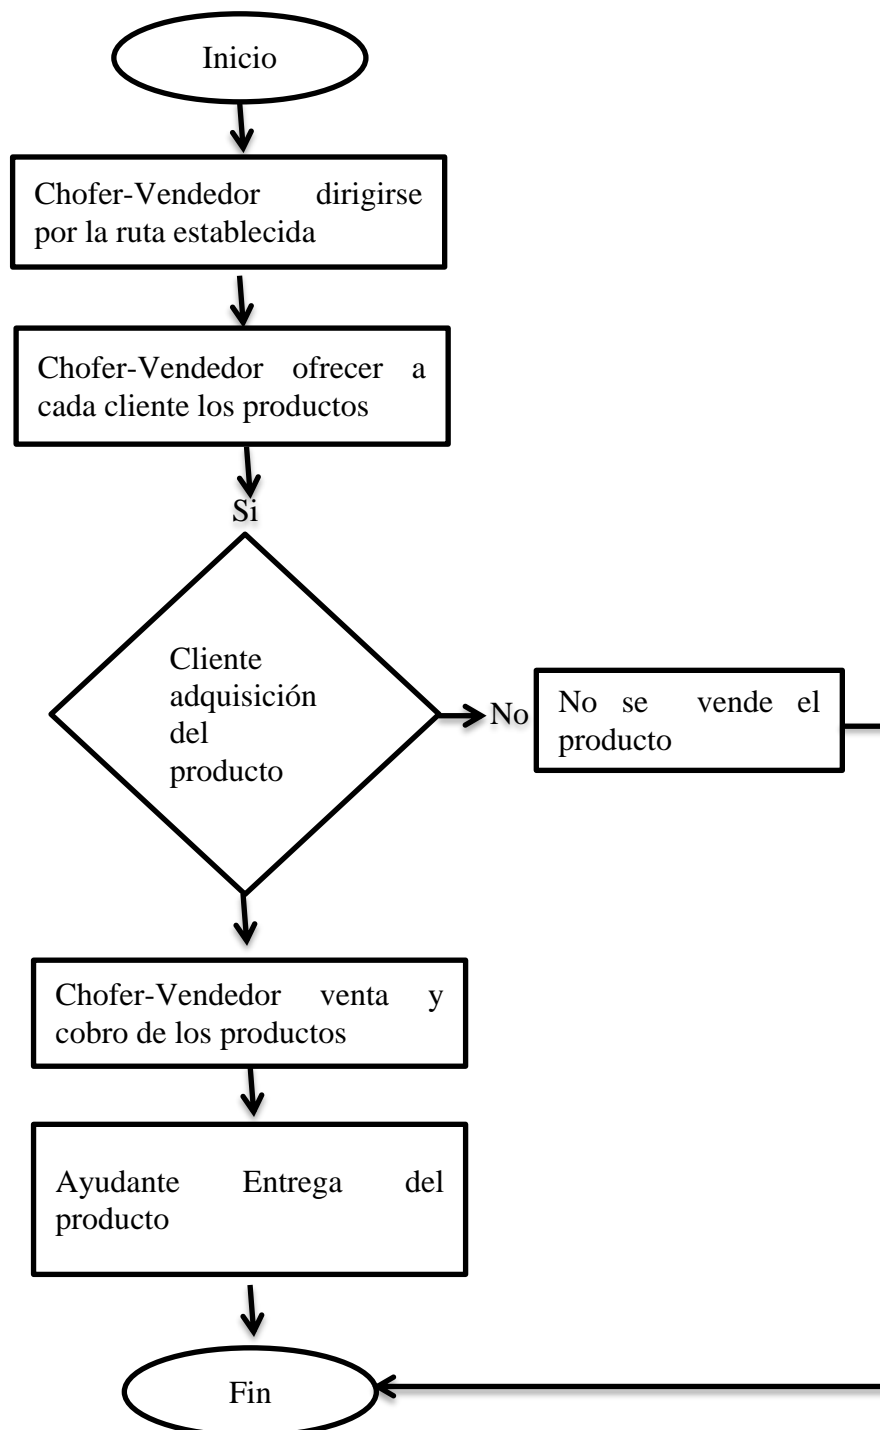 Inicio
Chofer-Vendedor dirigirse
por la ruta establecida
Chofer-Vendedor ofrecer a
cada cliente los productos
Si
Cliente
adquisición
del
producto
No
No se vende el
producto
Chofer-Vendedor venta y
cobro de los productos
Ayudante Entrega del
producto
Fin